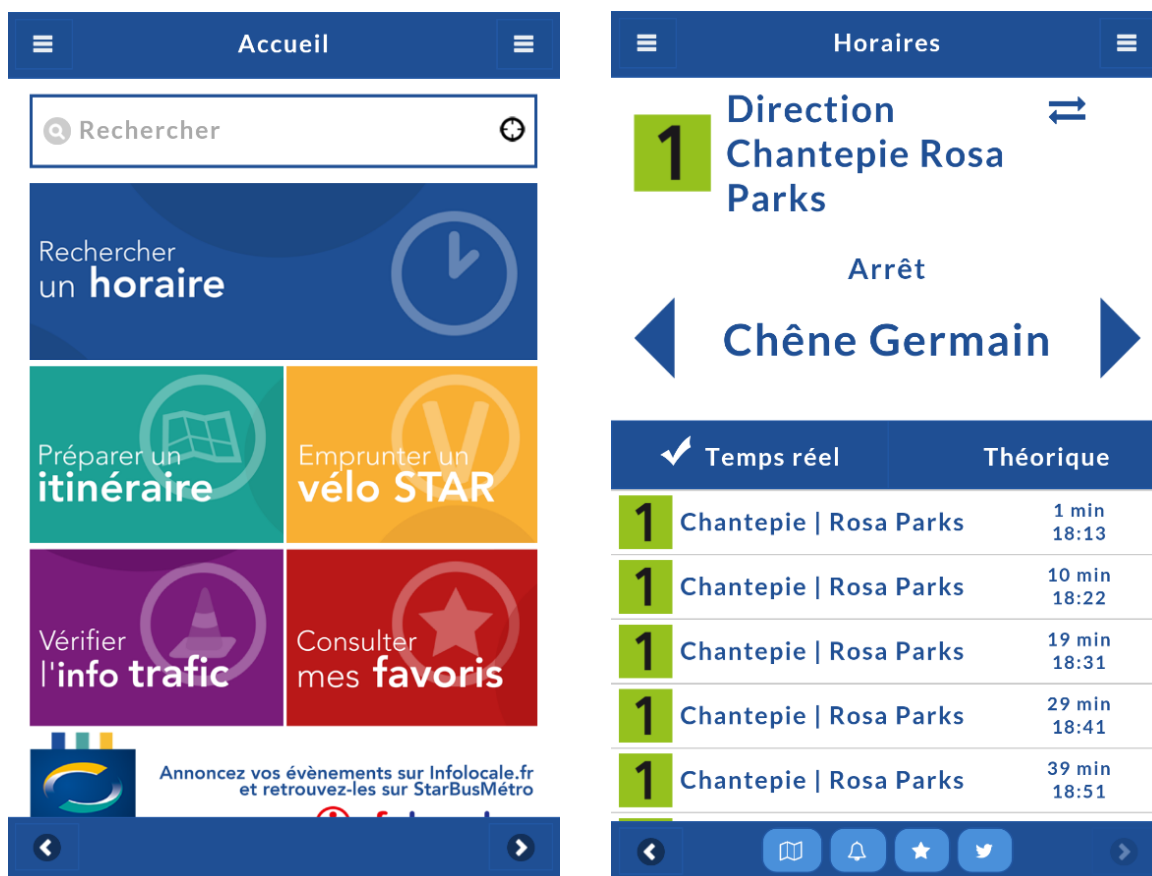 Accueil
Rechercher
Rechercher
un horaire
Préparer un
itinéraire
Emprunter un
vélo STAR
V
Vérifier
l'info trafic
Consulter
mes favoris
Annoncez vos évènements sur Infolocale.fr
et retrouvez-les sur StarBusMétro
Horaires
1
Direction
Chantepie Rosa
Parks
Arrêt
Chêne Germain
Temps réel
Théorique
1 Chantepie | Rosa Parks 1 min
18:13
1 Chantepie | Rosa Parks 10 min
18:22
1 Chantepie | Rosa Parks 19 min
18:31
1 Chantepie | Rosa Parks 29 min
18:41
1 Chantepie | Rosa Parks 39 min
18:51